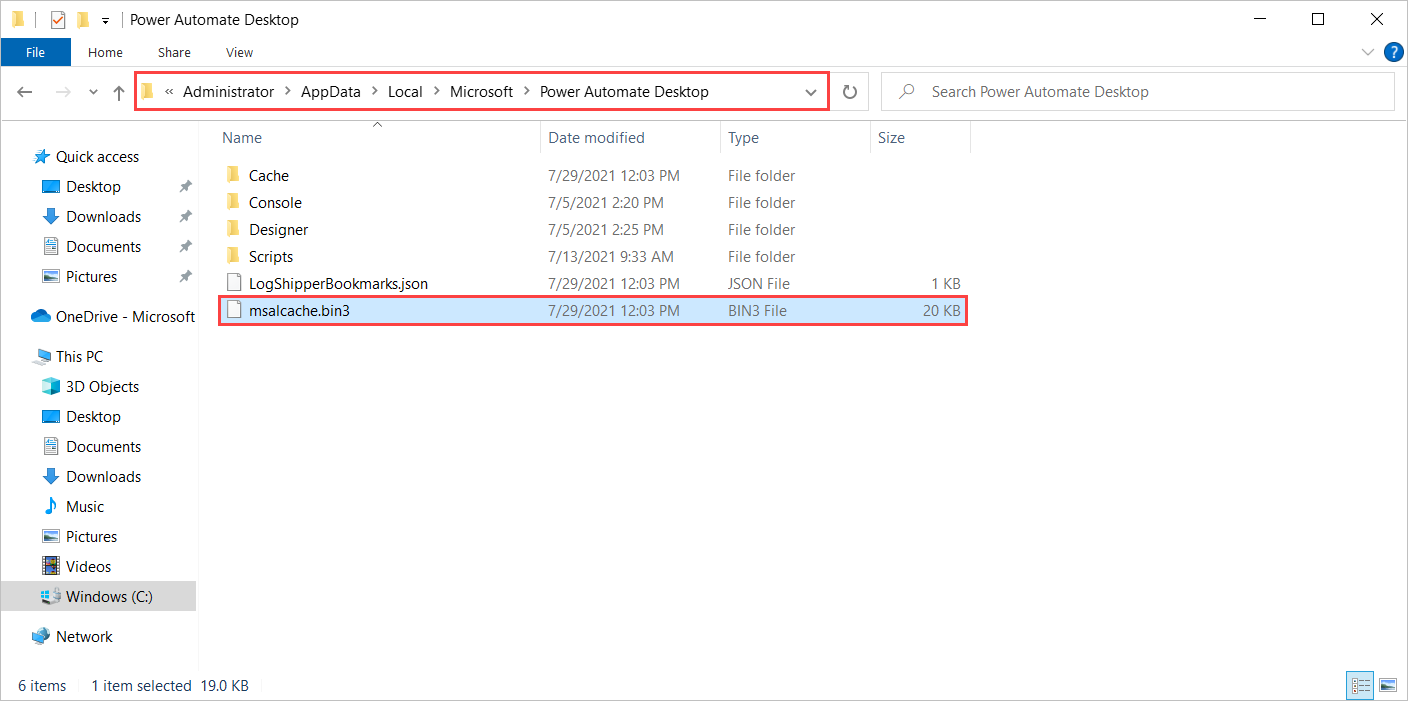 Power Automate Desktop
File Home Share View
« Administrator > AppData > Local > Microsoft > Power Automate Desktop
Search Power Automate Desktop
Name Date modified Type Size
Quick access
Desktop
Downloads
Documents
Pictures
OneDrive - Microsoft
This PC
3D Objects
Desktop
Documents
Downloads
Music
Pictures
Videos
Windows (C:)
Network
Cache 7/29/2021 12:03 PM File folder
Console 7/5/2021 2:20 PM File folder
Designer 7/5/2021 2:25 PM File folder
Scripts 7/13/2021 9:33 AM File folder
LogShipperBookmarks.json 7/29/2021 12:03 PM JSON File 1 KB
msalcache.bin3 7/29/2021 12:03 PM BIN3 File 20 KB
6 items 1 item selected 19.0 KB